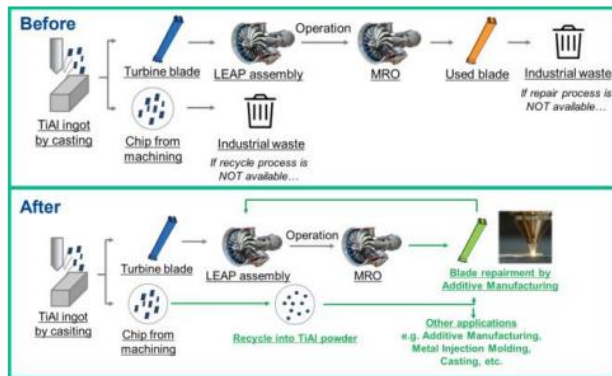 Before
Operation
Turbine blade
LEAP assembly
MRO
Used blade
Industrial waste
If repair process is
NOT available...
TiAl ingot
by casting
Chip from
machining
Industrial waste
If recycle process is
NOT available...
After
Operation
Turbine blade
LEAP assembly
MRO
Blade repairment by
Additive Manufacturing
TiAl ingot
by casiting
Chip from
machining
Recycle into TiAl powder
Other applications
e.g. Additive Manufacturing,
Metal Injection Molding,
Casting, etc.